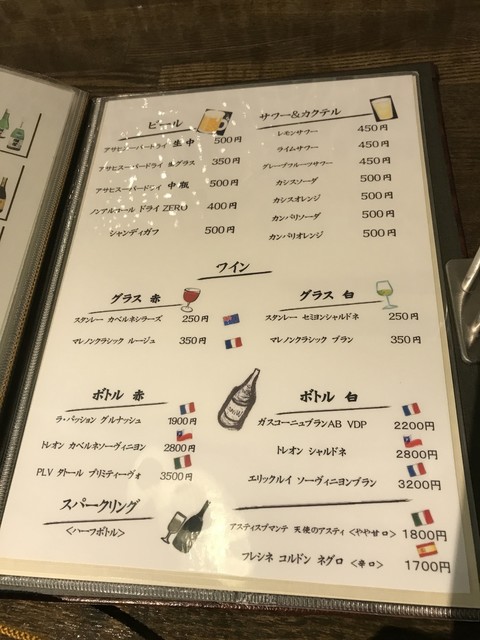 ビール
アサヒスーパードライ 生 中 500円
アサヒスーパードライ 生グラス 350円
アサヒスーパードライ 中瓶 500円
ノンアルコール ドライ ZERO 400円
シャンディガフ 500円
サワー&カクテル
レモンサワー 450円
ライムサワー 450円
グレープフルーツサワー 450円
カシスソーダ 500円
カシスオレンジ 500円
カンパリソーダ 500円
カンパリオレンジ 500円
ワイン
グラス 赤
スタンレー カベルネシラーズ 250円
マレノンクラシック ルージュ 350円
グラス 白
スタンレー セミヨンシャルドネ 250円
マレノンクラシック ブラン 350円
ボトル 赤
ラ・パッション グルナッシュ 1900円
トレオン カベルネソーヴィニヨン 2800円
PLV タトール プリミティーヴォ 3500円
ボトル 白
ガスコーニュブランAB VDP 2200円
トレオン シャルドネ 2800円
エリックルイ ソーヴィニヨンブラン 3200円
スパークリング
<ハーフボトル>
アスティスプマンテ 天使のアスティ <やや甘口> 1800円
フレシネ コルドン ネグロ <辛口> 1700円